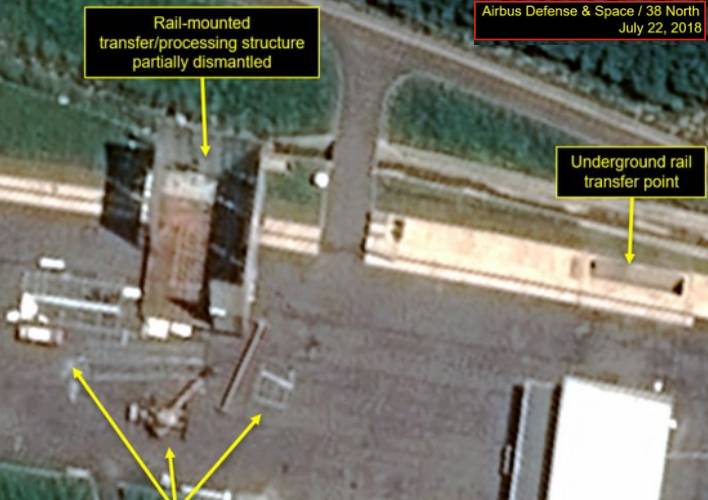 Airbus Defense & Space / 38 North
July 22, 2018
Rail-mounted
transfer/processing structure
partially dismantled
Underground rail
transfer point